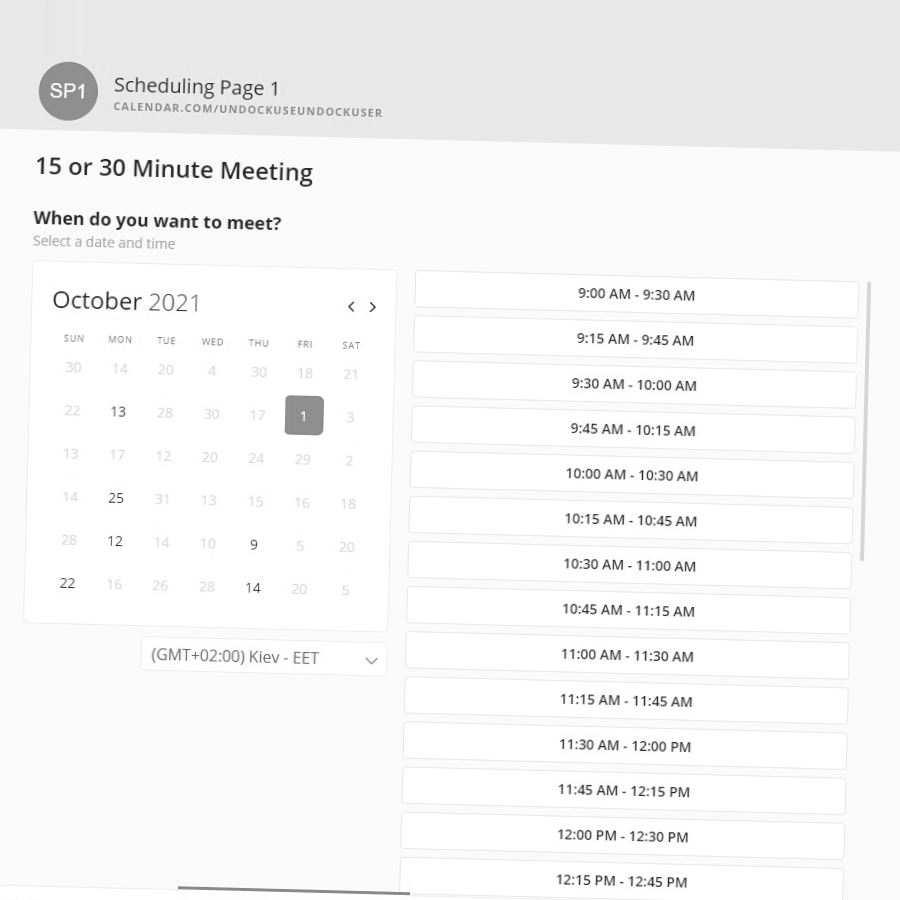 SP1
Scheduling Page 1
CALENDAR.COM/UNDOCKUSEUNDOCKUSER
15 or 30 Minute Meeting
When do you want to meet?
Select a date and time
October 2021
SUN MON TUE WED THU FRI SAT
30 14 20 4 30 18 21
22 13 28 30 17 1 3
13 17 12 20 24 29 2
14 25 31 13 15 16 18
28 12 14 10 9 5 20
22 16 26 28 14 20 5
(GMT+02:00) Kiev - EET
9:00 AM - 9:30 AM
9:15 AM - 9:45 AM
9:30 AM - 10:00 AM
9:45 AM - 10:15 AM
10:00 AM - 10:30 AM
10:15 AM - 10:45 AM
10:30 AM - 11:00 AM
10:45 AM - 11:15 AM
11:00 AM - 11:30 AM
11:15 AM - 11:45 AM
11:30 AM - 12:00 PM
11:45 AM - 12:15 PM
12:00 PM - 12:30 PM
12:15 PM - 12:45 PM